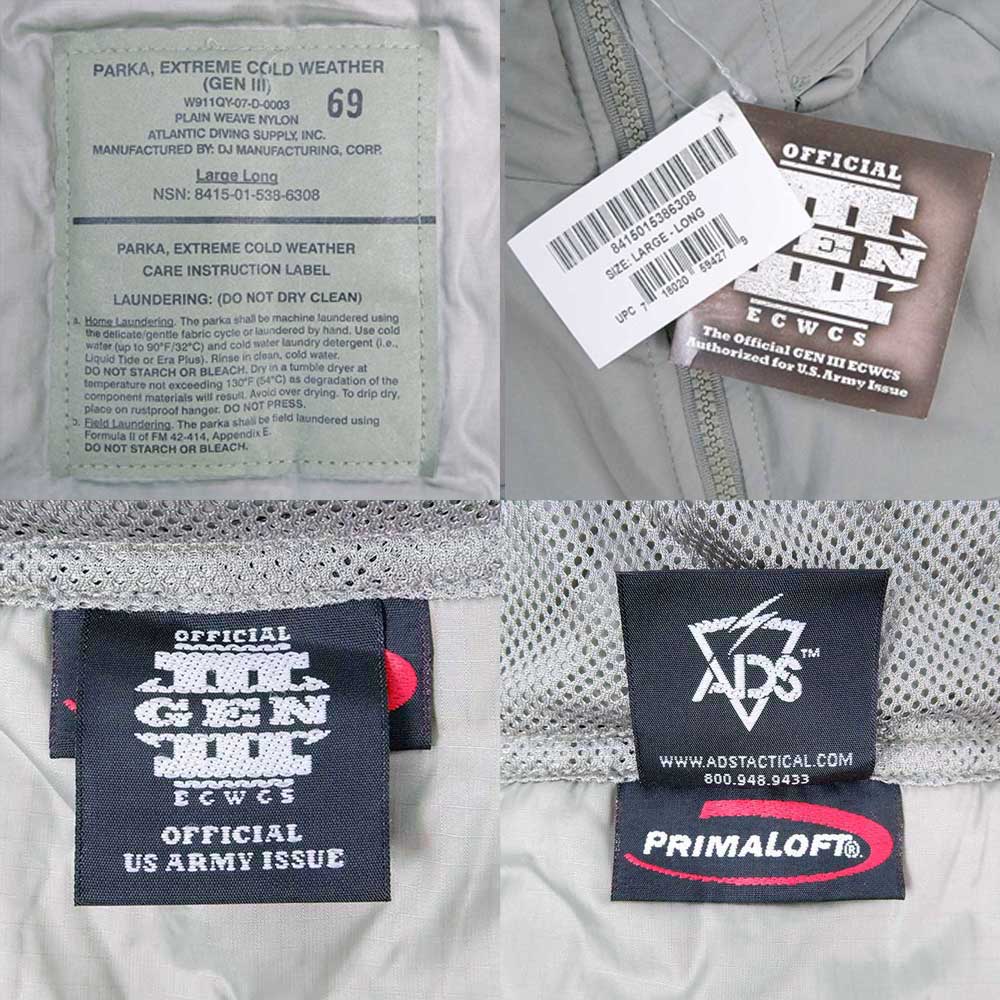 PARKA, EXTREME COLD WEATHER
(GEN III)
W911QY-07-D-0003
69
PLAIN WEAVE NYLON
ATLANTIC DIVING SUPPLY, INC.
MANUFACTURED BY: DJ MANUFACTURING, CORP.
Large Long
NSN: 8415-01-538-6308
PARKA, EXTREME COLD WEATHER
CARE INSTRUCTION LABEL
LAUNDERING: (DO NOT DRY CLEAN)
a. Home Laundering. The parka shall be machine laundered using
the delicate/gentle fabric cycle or laundered by hand. Use cold
water (up to 90°F/32°C) and cold water laundry detergent (i.e.,
Liquid Tide or Era Plus). Rinse in clean, cold water.
DO NOT STARCH OR BLEACH. Dry in a tumble dryer at
temperature not exceeding 130°F (54°C) as degradation of the
component materials will result. Avoid over drying. To drip dry,
place on rustproof hanger. DO NOT PRESS.
b. Field Laundering. The parka shall be field laundered using
Formula II of FM 42-414, Appendix E.
DO NOT STARCH OR BLEACH.
8415015386308
SIZE: LARGE - LONG
UPC 7 18020 59427 9
OFFICIAL
III
GEN
III
ECWCS
The Official GEN III ECWCS
Authorized for U.S. Army Issue
OFFICIAL
III
GEN
III
ECWCS
OFFICIAL
US ARMY ISSUE
ADS™
WWW.ADSTACTICAL.COM
800.948.9433
PRIMALOFT®